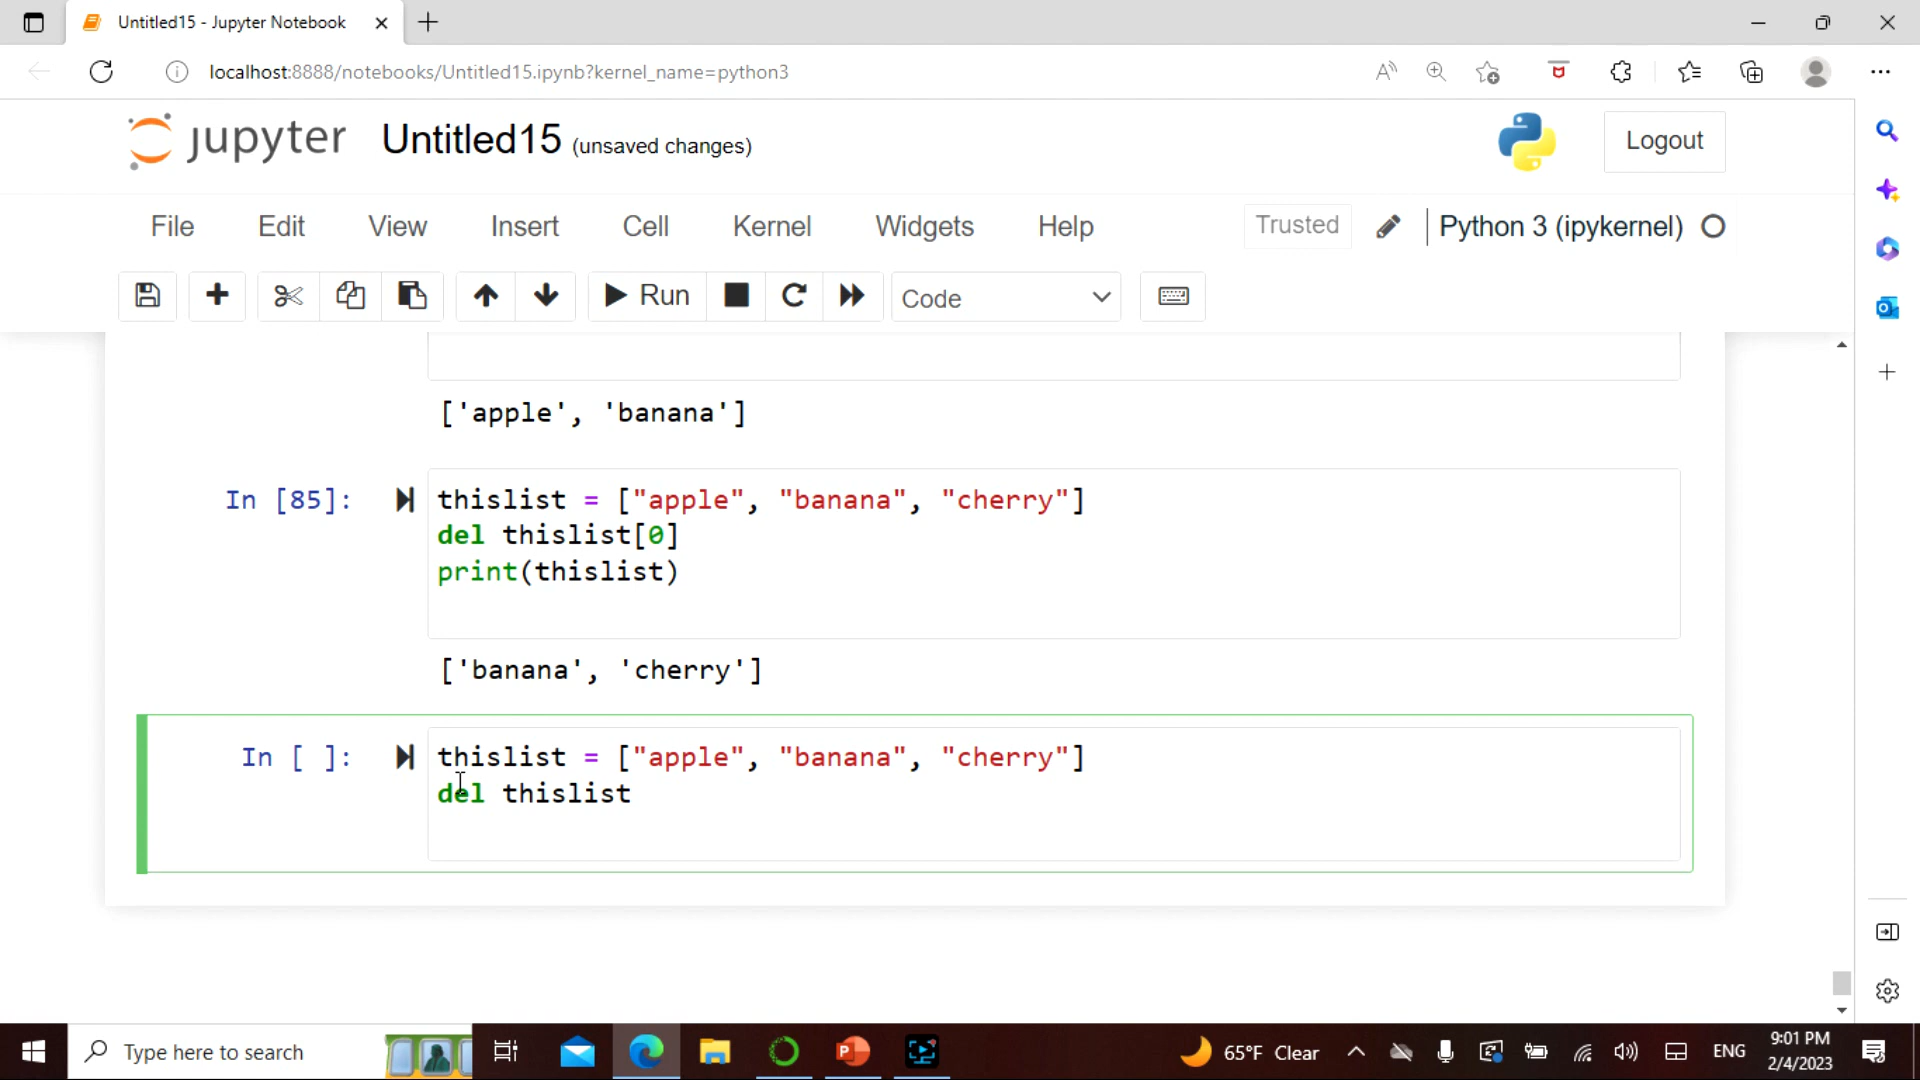 Untitled15 - Jupyter Notebook
localhost:8888/notebooks/Untitled15.ipynb?kernel_name=python3
jupyter Untitled15 (unsaved changes)
Logout
File Edit View Insert Cell Kernel Widgets Help Trusted Python 3 (ipykernel)
Run Code
['apple', 'banana']
In [85]: thislist = ["apple", "banana", "cherry"]
del thislist[0]
print(thislist)
['banana', 'cherry']
In [ ]: thislist = ["apple", "banana", "cherry"]
del thislist
Type here to search
65°F Clear
ENG
9:01 PM
2/4/2023